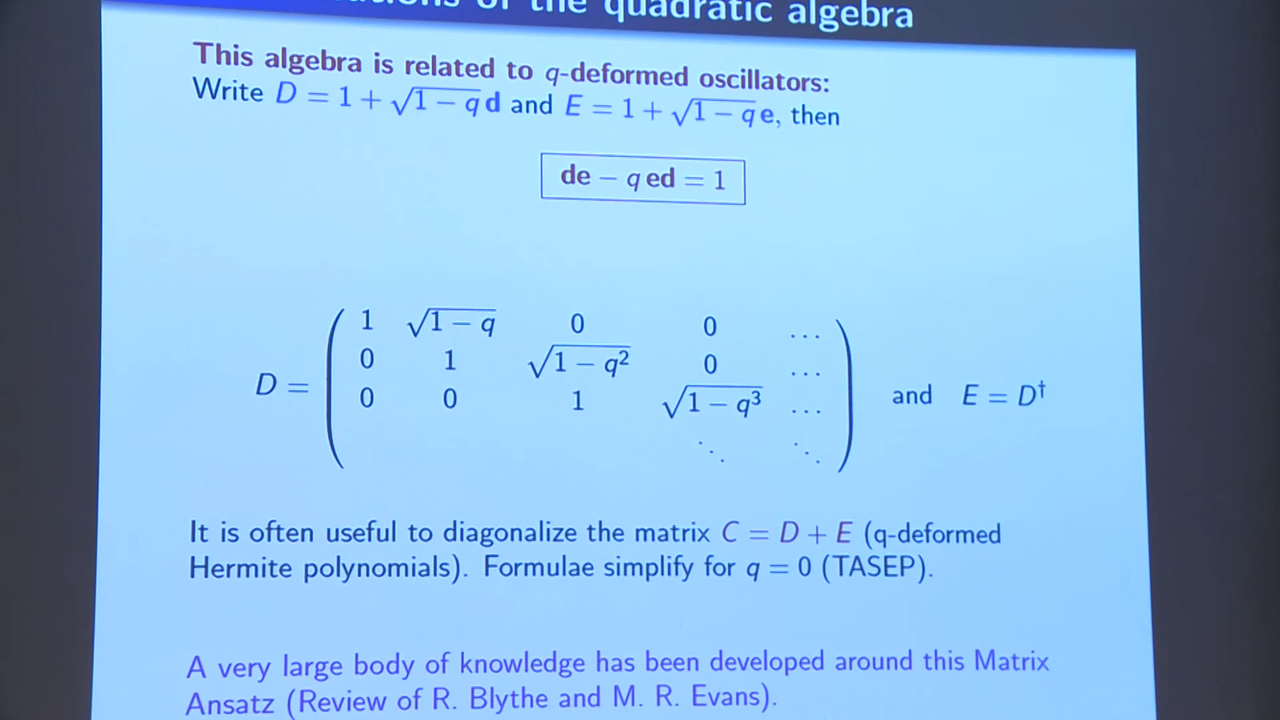 of the quadratic algebra
This algebra is related to q-deformed oscillators:
Write D = 1 + √(1 − q) d and E = 1 + √(1 − q) e, then
de − q ed = 1
D = ( 1 √(1 − q) 0 0 ...
0 1 √(1 − q²) 0 ...
0 0 1 √(1 − q³) ...
⋱ ⋱ ) and E = D†
It is often useful to diagonalize the matrix C = D + E (q-deformed
Hermite polynomials). Formulae simplify for q = 0 (TASEP).
A very large body of knowledge has been developed around this Matrix
Ansatz (Review of R. Blythe and M. R. Evans).